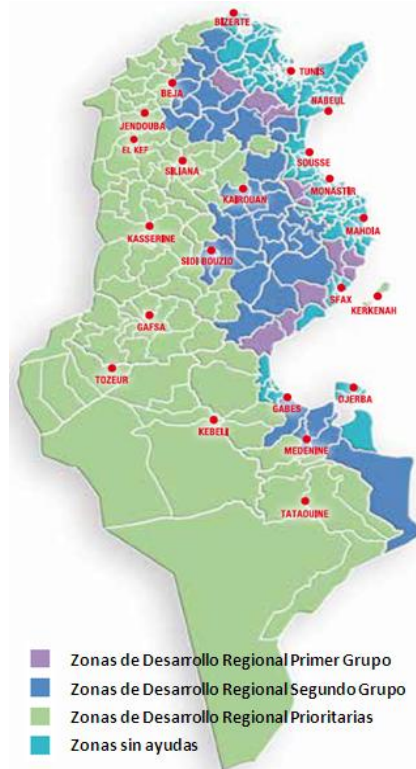 BIZERTE
TUNIS
BEJA
NABEUL
JENDOUBA
EL KEF
SILIANA
SOUSSE
MONASTIR
KAIROUAN
MAHDIA
KASSERINE
SIDI BOUZID
SFAX
KERKENAH
GAFSA
TOZEUR
DJERBA
GABES
KEBELI
MEDENINE
TATAOUINE
Zonas de Desarrollo Regional Primer Grupo
Zonas de Desarrollo Regional Segundo Grupo
Zonas de Desarrollo Regional Prioritarias
Zonas sin ayudas